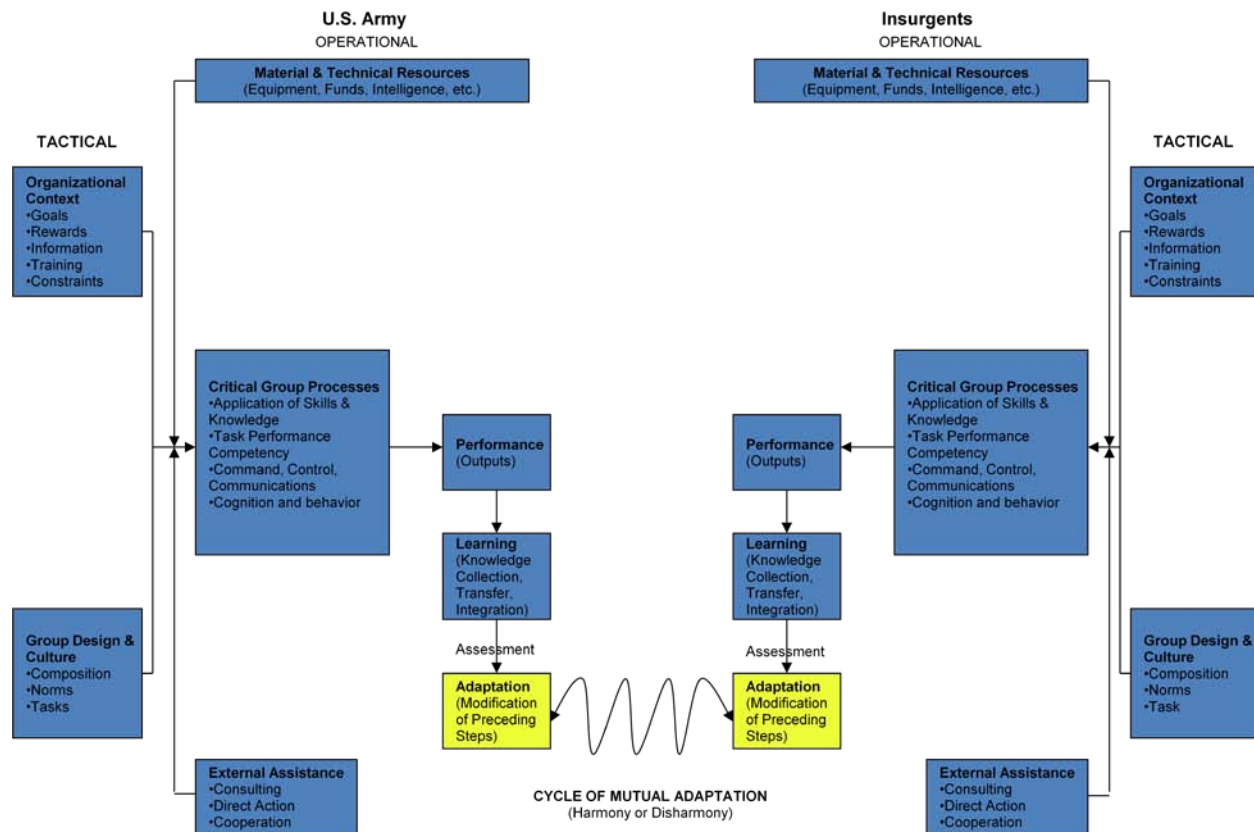 U.S. Army
OPERATIONAL
Material & Technical Resources
(Equipment, Funds, Intelligence, etc.)
TACTICAL
Organizational
Context
•Goals
•Rewards
•Information
•Training
•Constraints
Critical Group Processes
•Application of Skills &
Knowledge
•Task Performance
Competency
•Command, Control,
Communications
•Cognition and behavior
Performance
(Outputs)
Learning
(Knowledge
Collection,
Transfer,
Integration)
Assessment
Adaptation
(Modification
of Preceding
Steps)
Group Design &
Culture
•Composition
•Norms
•Tasks
External Assistance
•Consulting
•Direct Action
•Cooperation
CYCLE OF MUTUAL ADAPTATION
(Harmony or Disharmony)
Insurgents
OPERATIONAL
Material & Technical Resources
(Equipment, Funds, Intelligence, etc.)
TACTICAL
Organizational
Context
•Goals
•Rewards
•Information
•Training
•Constraints
Critical Group Processes
•Application of Skills &
Knowledge
•Task Performance
Competency
•Command, Control,
Communications
•Cognition and behavior
Performance
(Outputs)
Learning
(Knowledge
Collection,
Transfer,
Integration)
Assessment
Adaptation
(Modification
of Preceding
Steps)
Group Design &
Culture
•Composition
•Norms
•Task
External Assistance
•Consulting
•Direct Action
•Cooperation